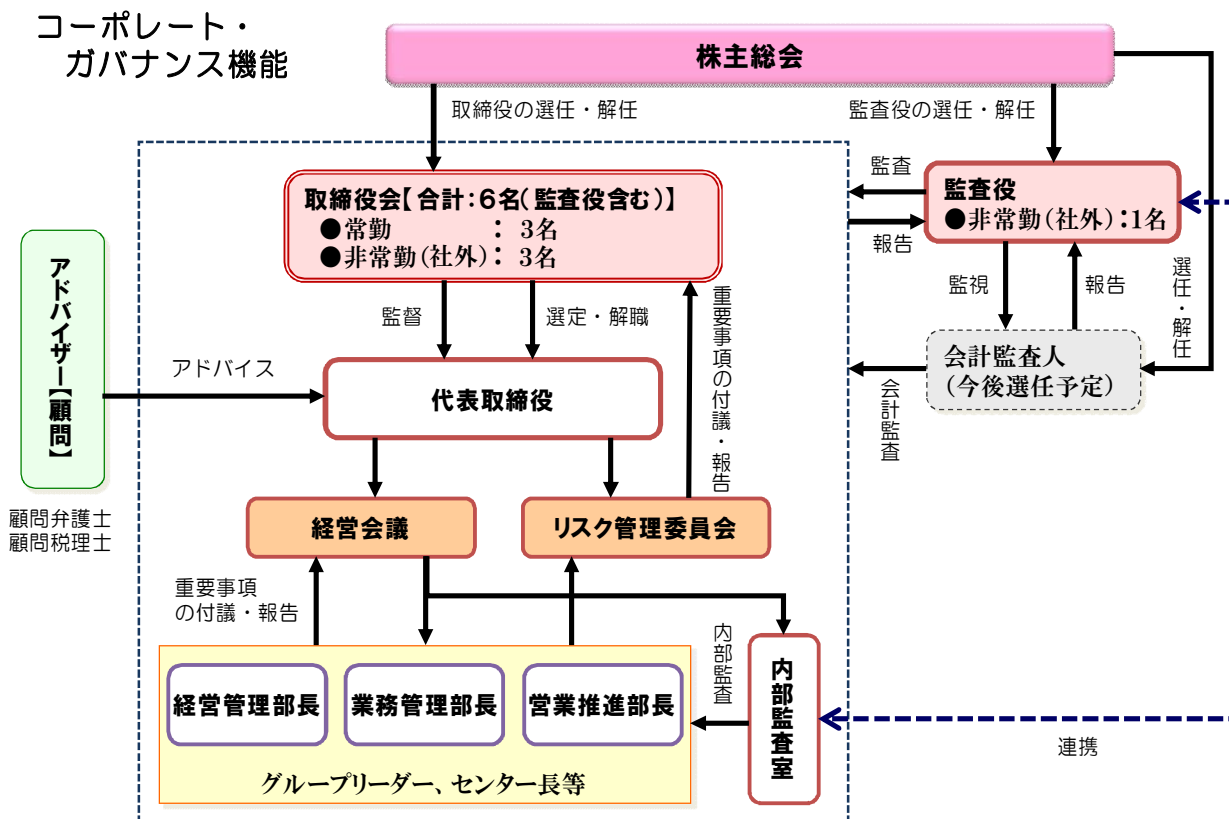 コーポレート・
ガバナンス機能
株主総会
取締役の選任・解任
監査役の選任・解任
監査
報告
監査役
●非常勤(社外):1名
取締役会【合計:6名(監査役含む)】
●常勤 : 3名
●非常勤(社外): 3名
監督
選定・解職
重要事項の付議・報告
監視
報告
選任・解任
会計監査人
(今後選任予定)
会計監査
アドバイザー【顧問】
顧問弁護士
顧問税理士
アドバイス
代表取締役
経営会議
リスク管理委員会
重要事項
の付議・報告
内部監査
内部監査室
経営管理部長
業務管理部長
営業推進部長
グループリーダー、センター長等
連携